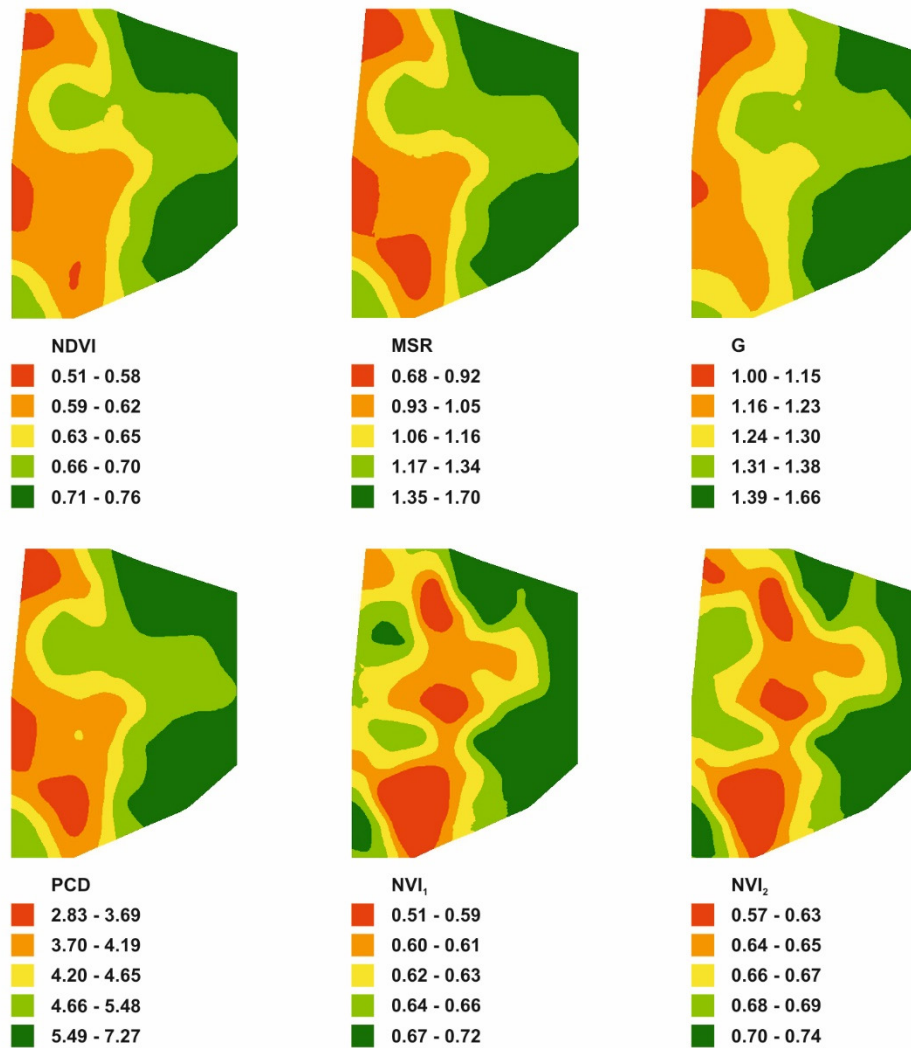 NDVI
0.51 - 0.58
0.59 - 0.62
0.63 - 0.65
0.66 - 0.70
0.71 - 0.76
MSR
0.68 - 0.92
0.93 - 1.05
1.06 - 1.16
1.17 - 1.34
1.35 - 1.70
G
1.00 - 1.15
1.16 - 1.23
1.24 - 1.30
1.31 - 1.38
1.39 - 1.66
PCD
2.83 - 3.69
3.70 - 4.19
4.20 - 4.65
4.66 - 5.48
5.49 - 7.27
NVI₁
0.51 - 0.59
0.60 - 0.61
0.62 - 0.63
0.64 - 0.66
0.67 - 0.72
NVI₂
0.57 - 0.63
0.64 - 0.65
0.66 - 0.67
0.68 - 0.69
0.70 - 0.74